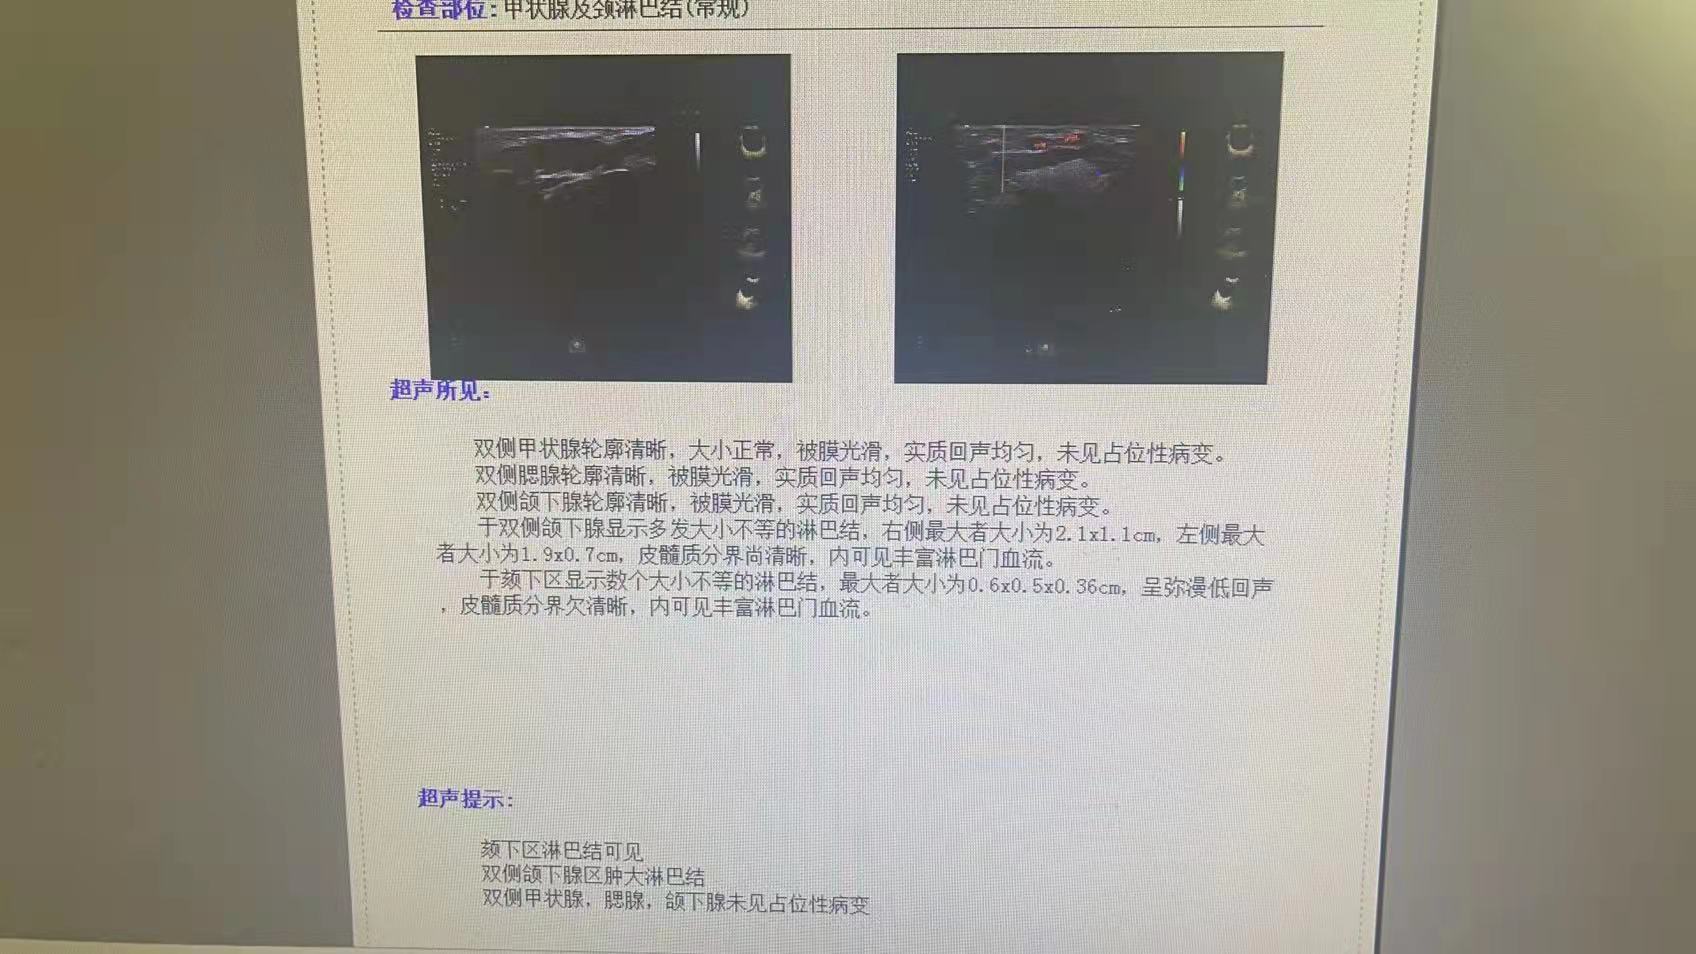 检查部位:甲状腺及颈淋巴结(常规)
超声所见:
双侧甲状腺轮廓清晰，大小正常，被膜光滑，实质回声均匀，未见占位性病变。
双侧腮腺轮廓清晰，被膜光滑，实质回声均匀，未见占位性病变。
双侧颌下腺轮廓清晰，被膜光滑，实质回声均匀，未见占位性病变。
于双侧颌下腺显示多发大小不等的淋巴结，右侧最大者大小为2.1x1.1cm，左侧最大
者大小为1.9x0.7cm，皮髓质分界尚清晰，内可见丰富淋巴门血流。
于颏下区显示数个大小不等的淋巴结，最大者大小为0.6x0.5x0.36cm，呈弥漫低回声
，皮髓质分界欠清晰，内可见丰富淋巴门血流。
超声提示:
颏下区淋巴结可见
双侧颌下腺区肿大淋巴结
双侧甲状腺，腮腺，颌下腺未见占位性病变